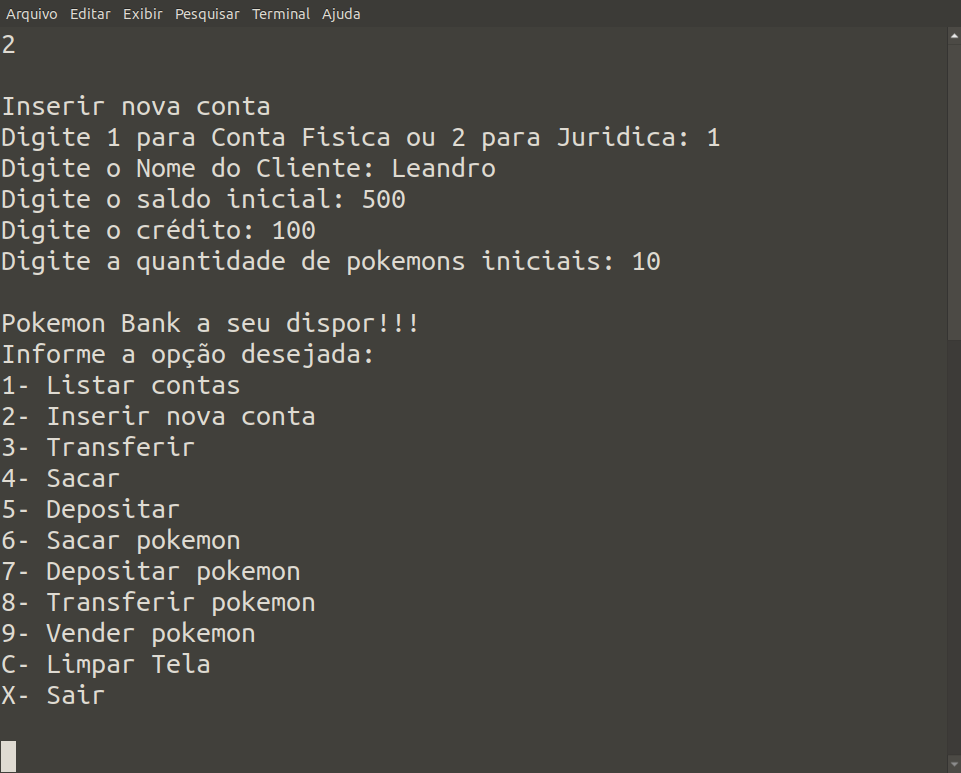 Arquivo Editar Exibir Pesquisar Terminal Ajuda
2
Inserir nova conta
Digite 1 para Conta Fisica ou 2 para Juridica: 1
Digite o Nome do Cliente: Leandro
Digite o saldo inicial: 500
Digite o crédito: 100
Digite a quantidade de pokemons iniciais: 10
Pokemon Bank a seu dispor!!!
Informe a opção desejada:
1- Listar contas
2- Inserir nova conta
3- Transferir
4- Sacar
5- Depositar
6- Sacar pokemon
7- Depositar pokemon
8- Transferir pokemon
9- Vender pokemon
C- Limpar Tela
X- Sair